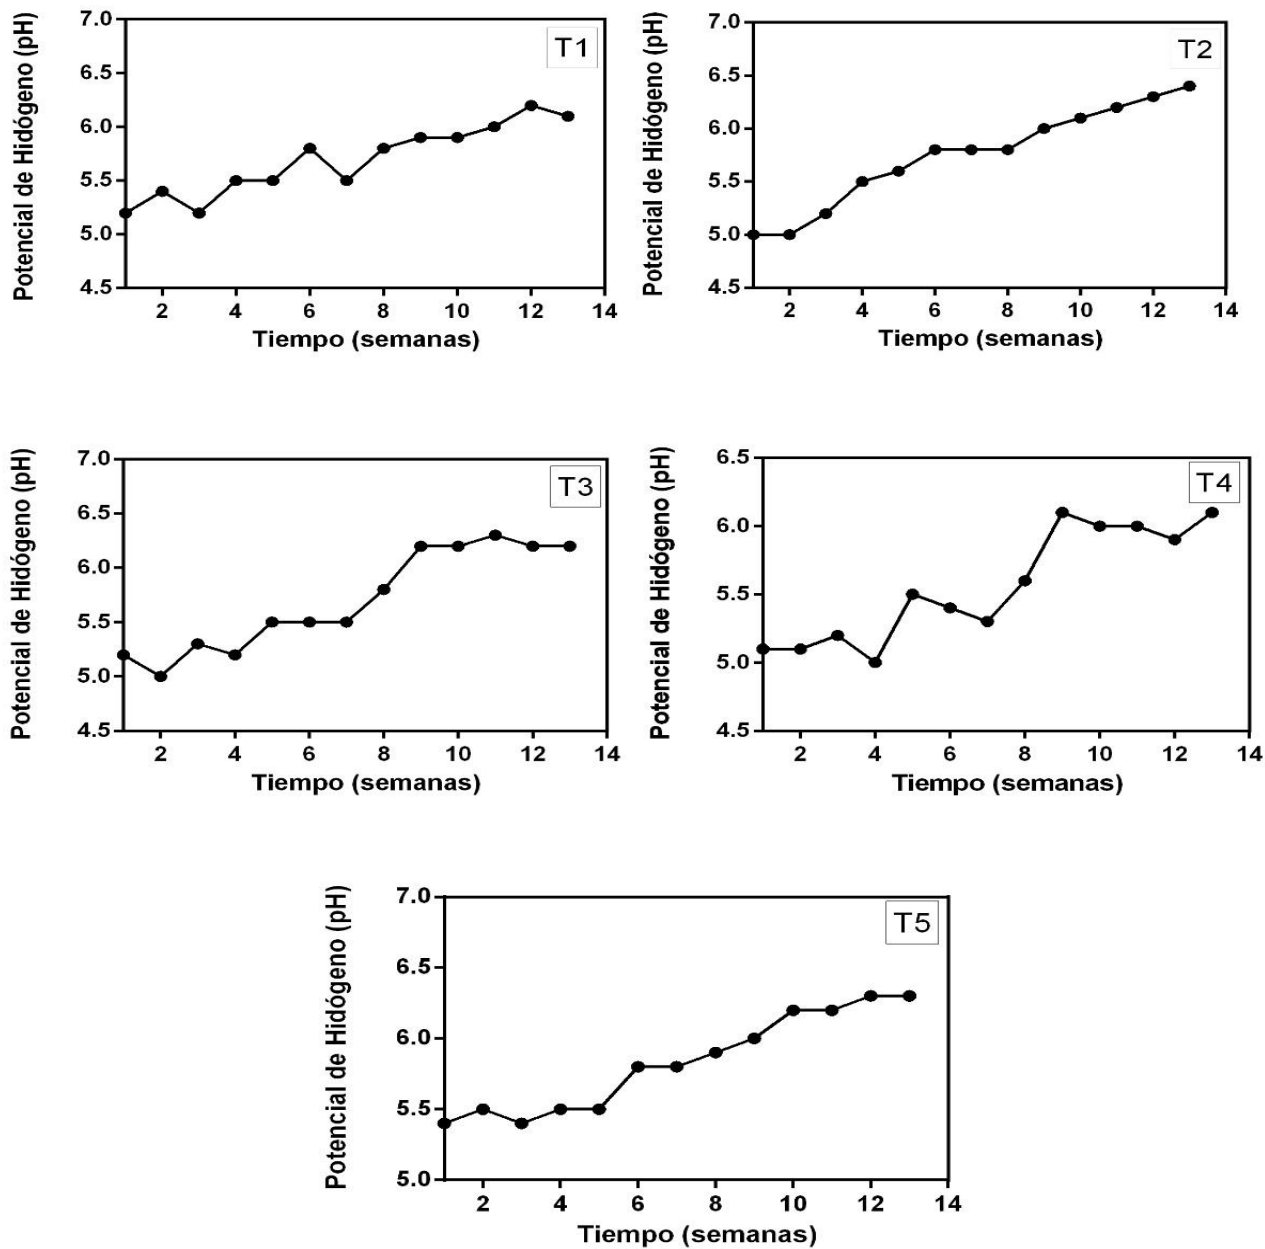 Potencial de Hidógeno (pH)
7.0
6.5
6.0
5.5
5.0
4.5
T1
2 4 6 8 10 12 14
Tiempo (semanas)
Potencial de Hidógeno (pH)
7.0
6.5
6.0
5.5
5.0
4.5
T2
2 4 6 8 10 12 14
Tiempo (semanas)
Potencial de Hidógeno (pH)
7.0
6.5
6.0
5.5
5.0
4.5
T3
2 4 6 8 10 12 14
Tiempo (semanas)
Potencial de Hidógeno (pH)
6.5
6.0
5.5
5.0
4.5
T4
2 4 6 8 10 12 14
Tiempo (semanas)
Potencial de Hidógeno (pH)
7.0
6.5
6.0
5.5
5.0
T5
2 4 6 8 10 12 14
Tiempo (semanas)